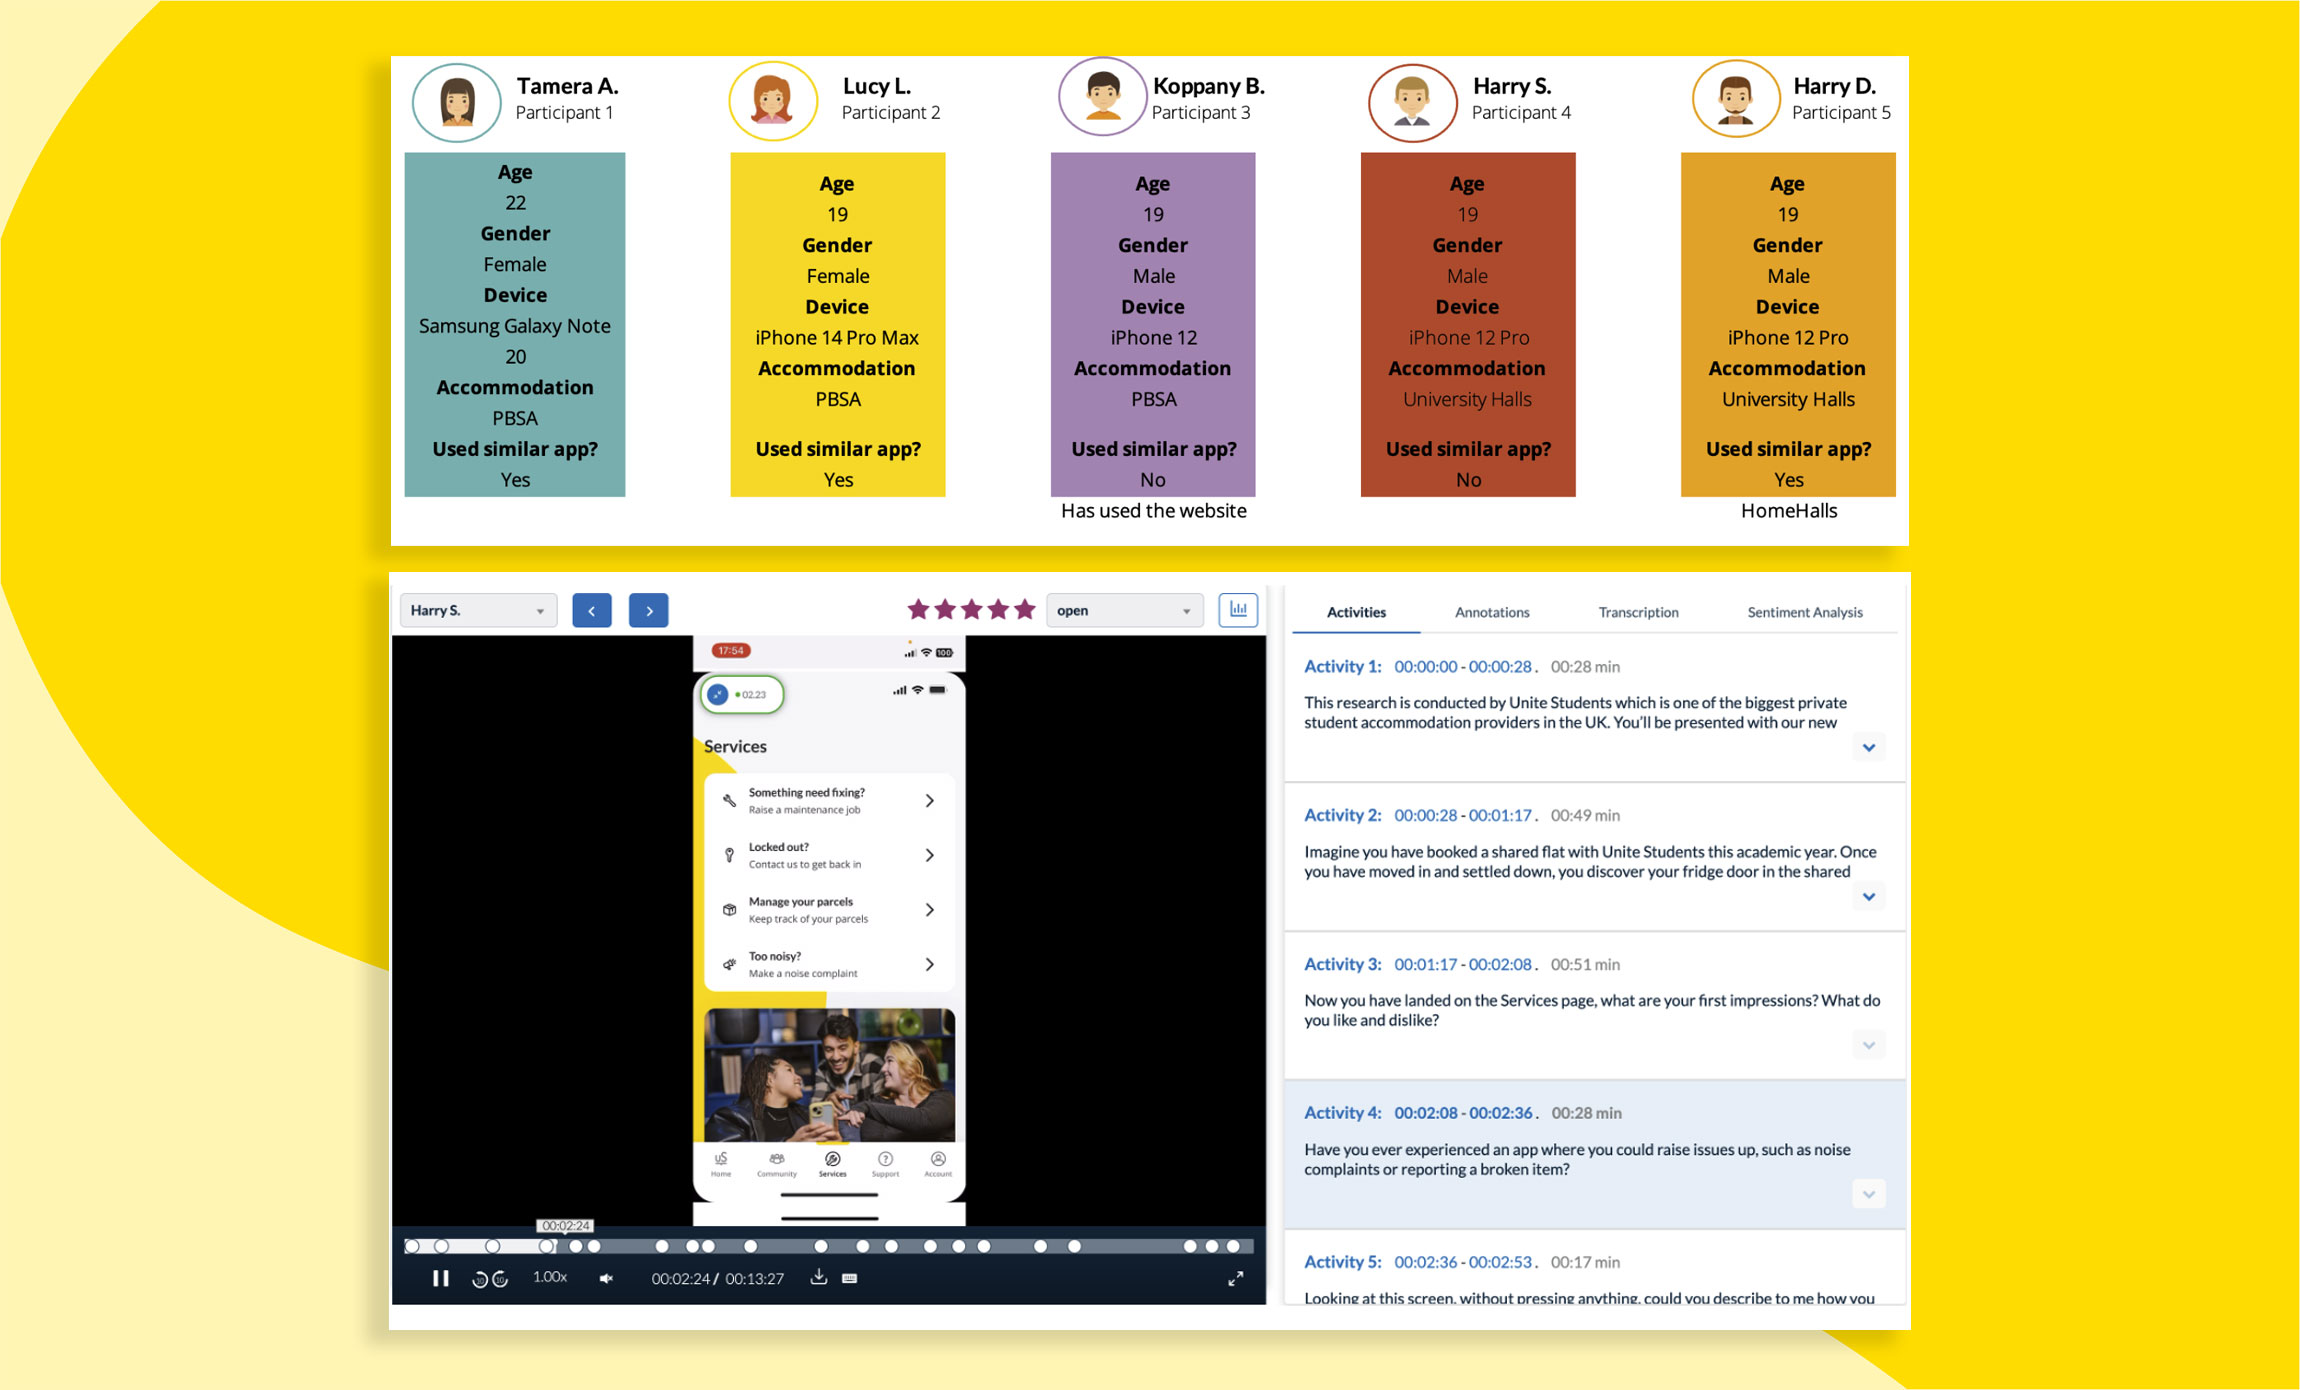 Tamera A.
Participant 1
Age
22
Gender
Female
Device
Samsung Galaxy Note
20
Accommodation
PBSA
Used similar app?
Yes
Lucy L.
Participant 2
Age
19
Gender
Female
Device
iPhone 14 Pro Max
Accommodation
PBSA
Used similar app?
Yes
Koppany B.
Participant 3
Age
19
Gender
Male
Device
iPhone 12
Accommodation
PBSA
Used similar app?
No
Has used the website
Harry S.
Participant 4
Age
19
Gender
Male
Device
iPhone 12 Pro
Accommodation
University Halls
Used similar app?
No
Harry D.
Participant 5
Age
19
Gender
Male
Device
iPhone 12 Pro
Accommodation
University Halls
Used similar app?
Yes
HomeHalls
Harry S.
open
17:54
100
02.23
Services
Something need fixing?
Raise a maintenance job
Locked out?
Contact us to get back in
Manage your parcels
Keep track of your parcels
Too noisy?
Make a noise complaint
uS
Home Community Services Support Account
00:02:24
10 10 1.00x 00:02:24 / 00:13:27
Activities Annotations Transcription Sentiment Analysis
Activity 1: 00:00:00 - 00:00:28. 00:28 min
This research is conducted by Unite Students which is one of the biggest private
student accommodation providers in the UK. You'll be presented with our new
Activity 2: 00:00:28 - 00:01:17. 00:49 min
Imagine you have booked a shared flat with Unite Students this academic year. Once
you have moved in and settled down, you discover your fridge door in the shared
Activity 3: 00:01:17 - 00:02:08. 00:51 min
Now you have landed on the Services page, what are your first impressions? What do
you like and dislike?
Activity 4: 00:02:08 - 00:02:36. 00:28 min
Have you ever experienced an app where you could raise issues up, such as noise
complaints or reporting a broken item?
Activity 5: 00:02:36 - 00:02:53. 00:17 min
Looking at this screen, without pressing anything, could you describe to me how you